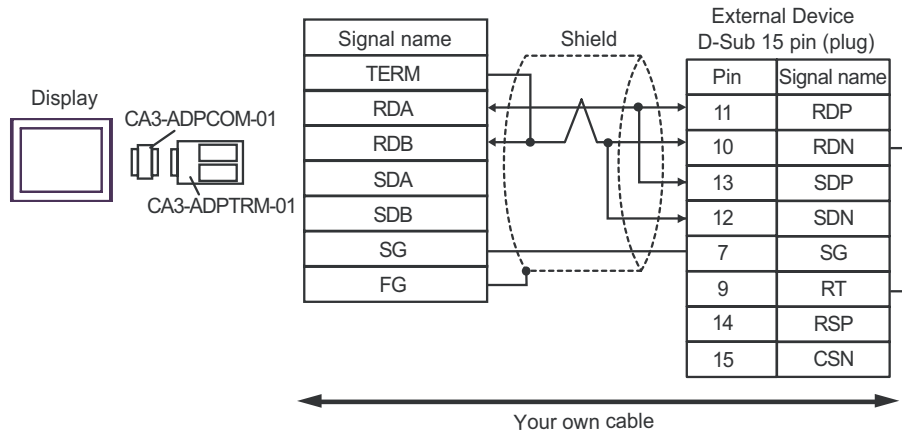 Display
CA3-ADPCOM-01
CA3-ADPTRM-01
Signal name
TERM
RDA
RDB
SDA
SDB
SG
FG
Shield
External Device
D-Sub 15 pin (plug)
Pin Signal name
11 RDP
10 RDN
13 SDP
12 SDN
7 SG
9 RT
14 RSP
15 CSN
Your own cable